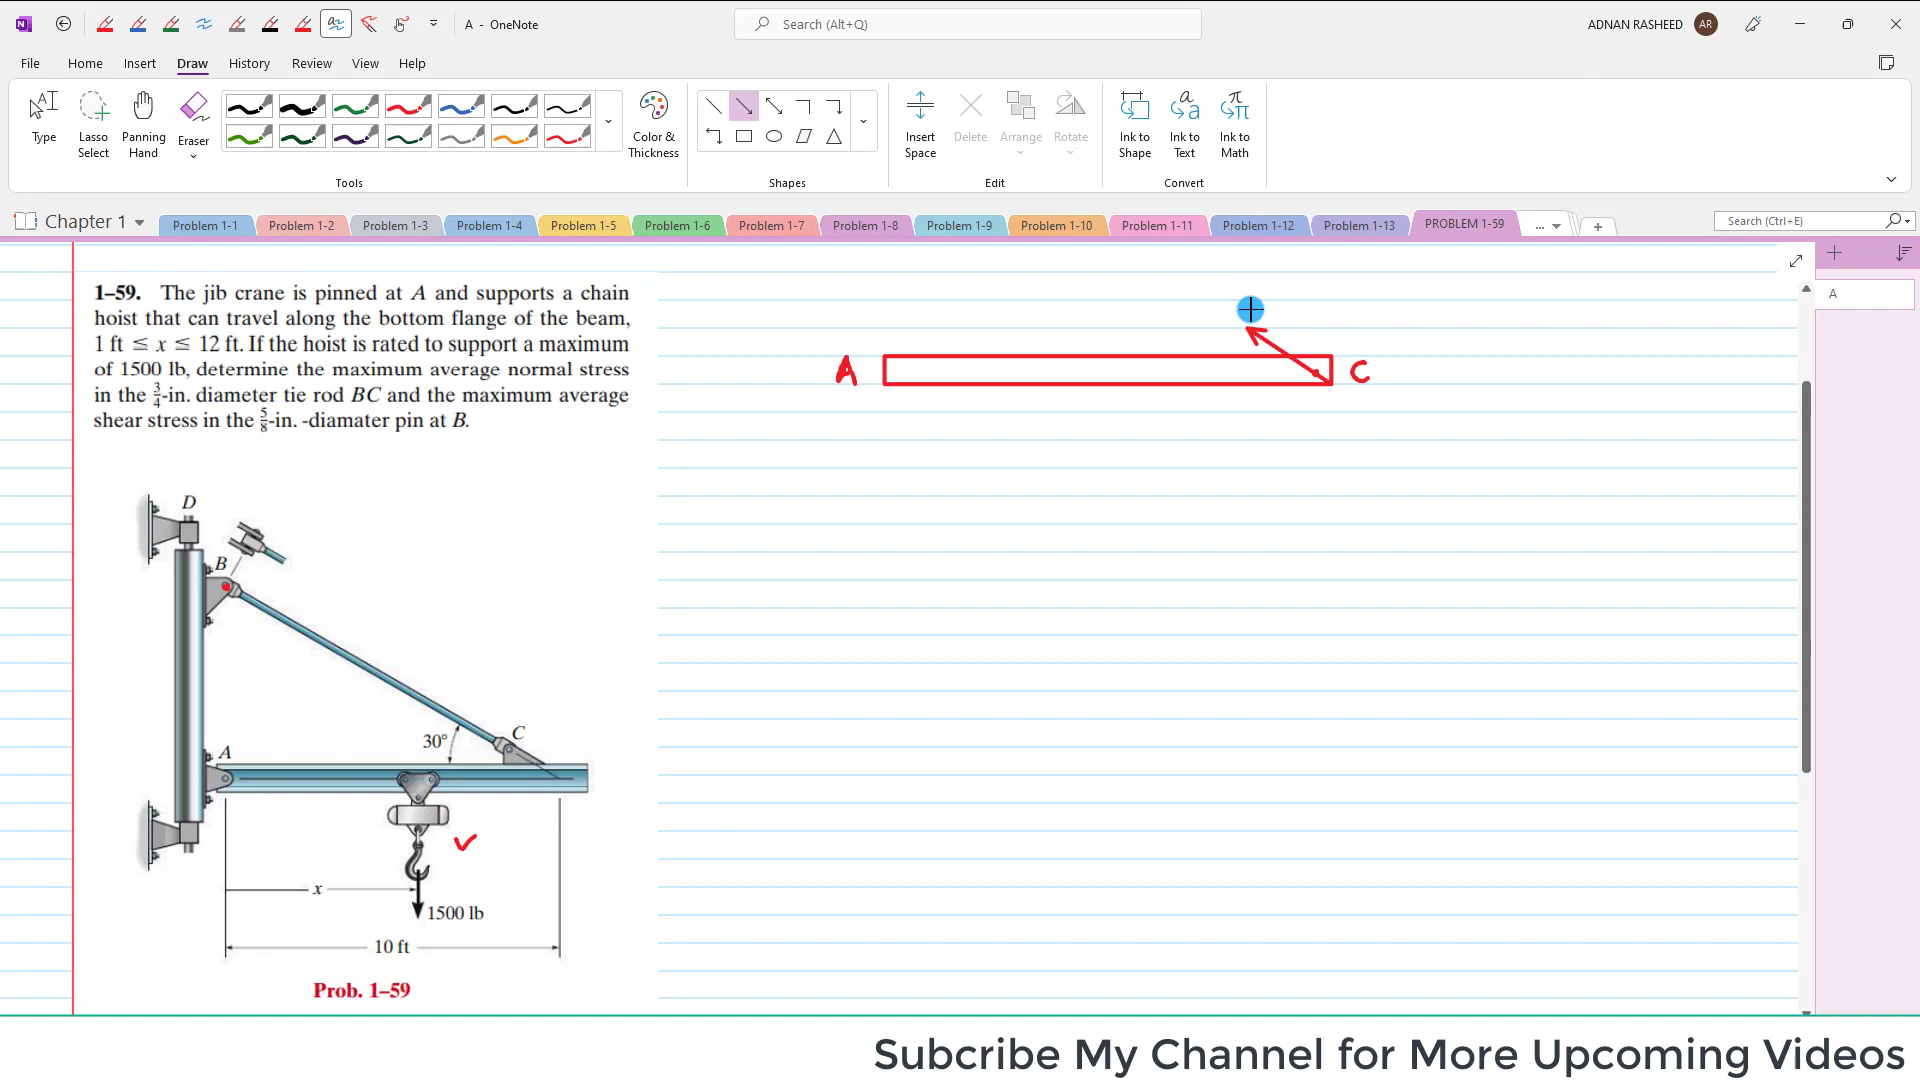 A - OneNote
Search (Alt+Q)
ADNAN RASHEED
AR
File Home Insert Draw History Review View Help
Type
Lasso Select
Panning Hand
Eraser
Color & Thickness
Insert Space
Delete
Arrange
Rotate
Ink to Shape
Ink to Text
Ink to Math
Tools
Shapes
Edit
Convert
Chapter 1
Problem 1-1
Problem 1-2
Problem 1-3
Problem 1-4
Problem 1-5
Problem 1-6
Problem 1-7
Problem 1-8
Problem 1-9
Problem 1-10
Problem 1-11
Problem 1-12
Problem 1-13
PROBLEM 1-59
...
Search (Ctrl+E)
A
1–59. The jib crane is pinned at A and supports a chain
hoist that can travel along the bottom flange of the beam,
1 ft ≤ x ≤ 12 ft. If the hoist is rated to support a maximum
of 1500 lb, determine the maximum average normal stress
in the 3/4-in. diameter tie rod BC and the maximum average
shear stress in the 5/8-in. -diamater pin at B.
A C
D
B
30°
C
A
x
1500 lb
10 ft
Prob. 1–59
Subcribe My Channel for More Upcoming Videos